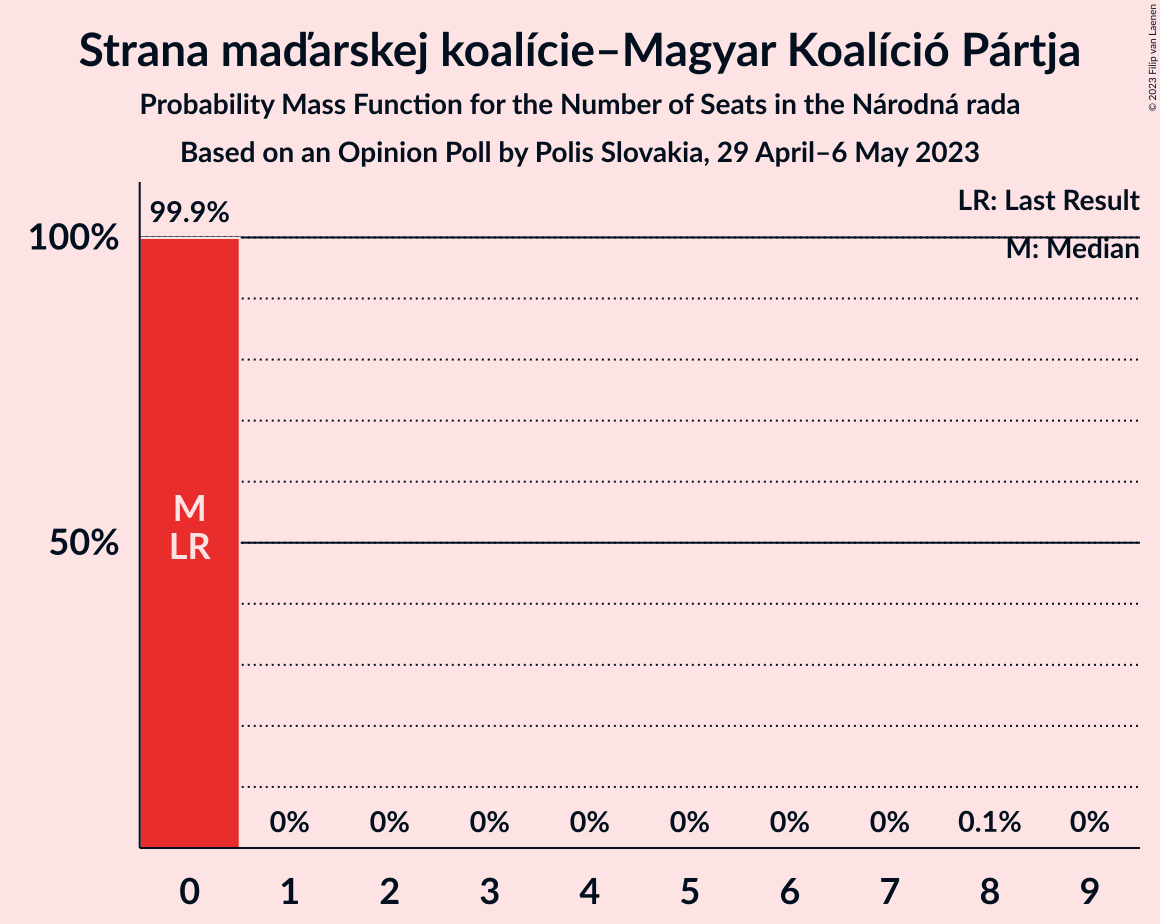 Strana maďarskej koalície–Magyar Koalíció Pártja
Probability Mass Function for the Number of Seats in the Národná rada
Based on an Opinion Poll by Polis Slovakia, 29 April–6 May 2023
© 2023 Filip van Laenen
LR: Last Result
M: Median
99.9%
100%
50%
M
LR
0% 0% 0% 0% 0% 0% 0% 0.1% 0%
0 1 2 3 4 5 6 7 8 9